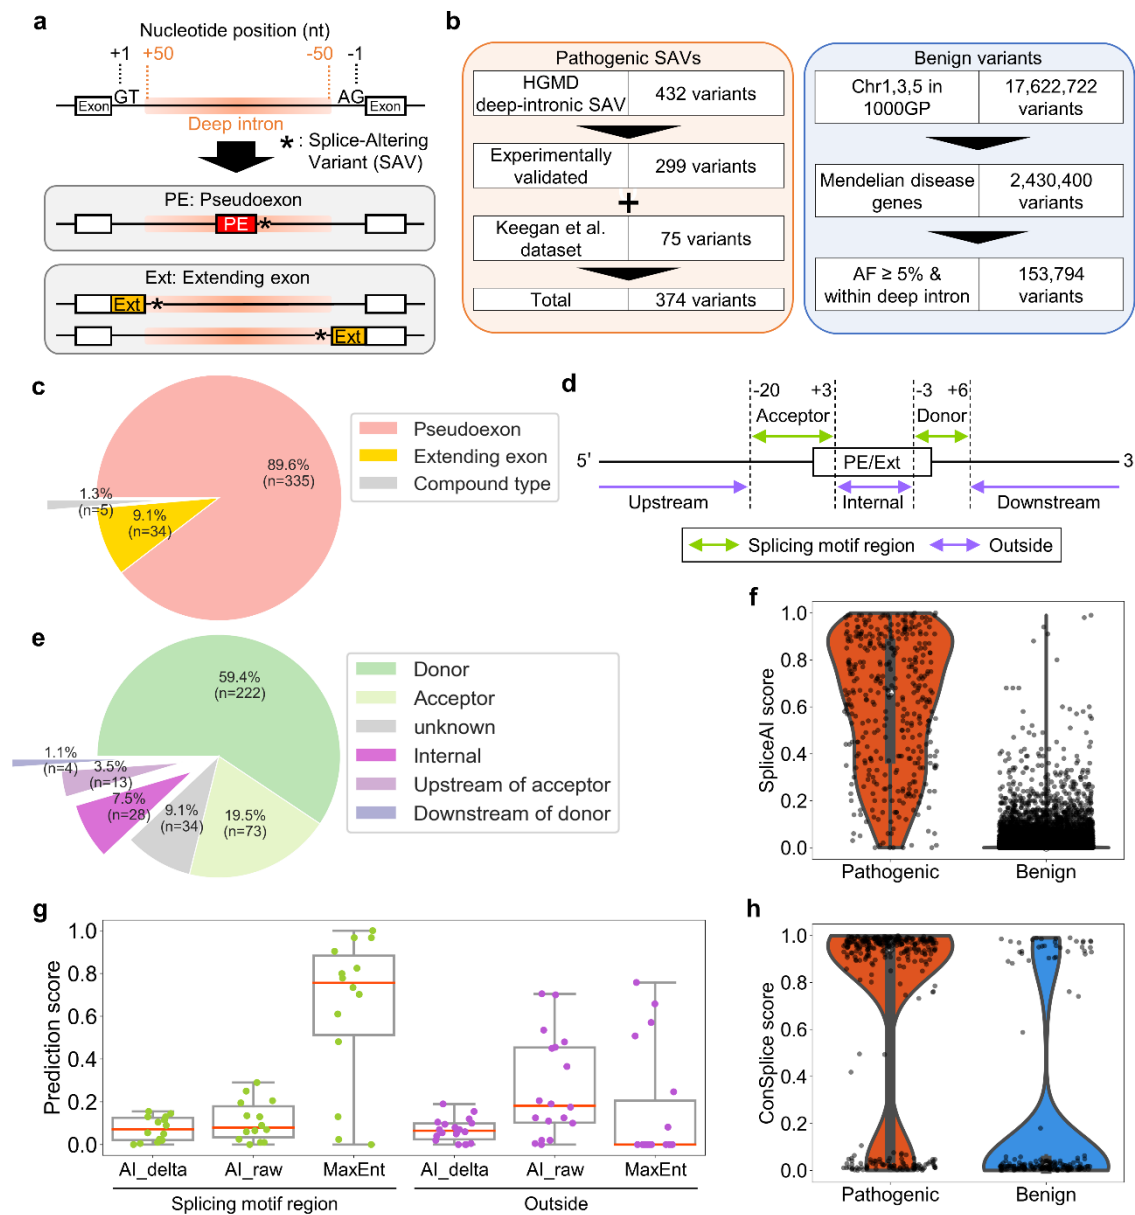 a
Nucleotide position (nt)
+1 +50 -50 -1
GT AG
Exon Exon
Deep intron
* : Splice-Altering
Variant (SAV)
PE: Pseudoexon
PE *
Ext: Extending exon
Ext *
* Ext
b
Pathogenic SAVs
HGMD
deep-intronic SAV
432 variants
Experimentally
validated
299 variants
+
Keegan et al.
dataset
75 variants
Total
374 variants
Benign variants
Chr1,3,5 in
1000GP
17,622,722
variants
Mendelian disease
genes
2,430,400
variants
AF ≥ 5% &
within deep intron
153,794
variants
c
89.6%
(n=335)
1.3%
(n=5)
9.1%
(n=34)
Pseudoexon
Extending exon
Compound type
d
-20 +3 -3 +6
Acceptor Donor
5' PE/Ext 3
Upstream Internal Downstream
Splicing motif region Outside
e
59.4%
(n=222)
1.1%
(n=4)
3.5%
(n=13)
7.5%
(n=28)
9.1%
(n=34)
19.5%
(n=73)
Donor
Acceptor
unknown
Internal
Upstream of acceptor
Downstream of donor
f
SpliceAI score
1.0
0.8
0.6
0.4
0.2
0.0
Pathogenic Benign
g
Prediction score
1.0
0.8
0.6
0.4
0.2
0.0
AI_delta AI_raw MaxEnt AI_delta AI_raw MaxEnt
Splicing motif region Outside
h
ConSplice score
1.0
0.8
0.6
0.4
0.2
0.0
Pathogenic Benign